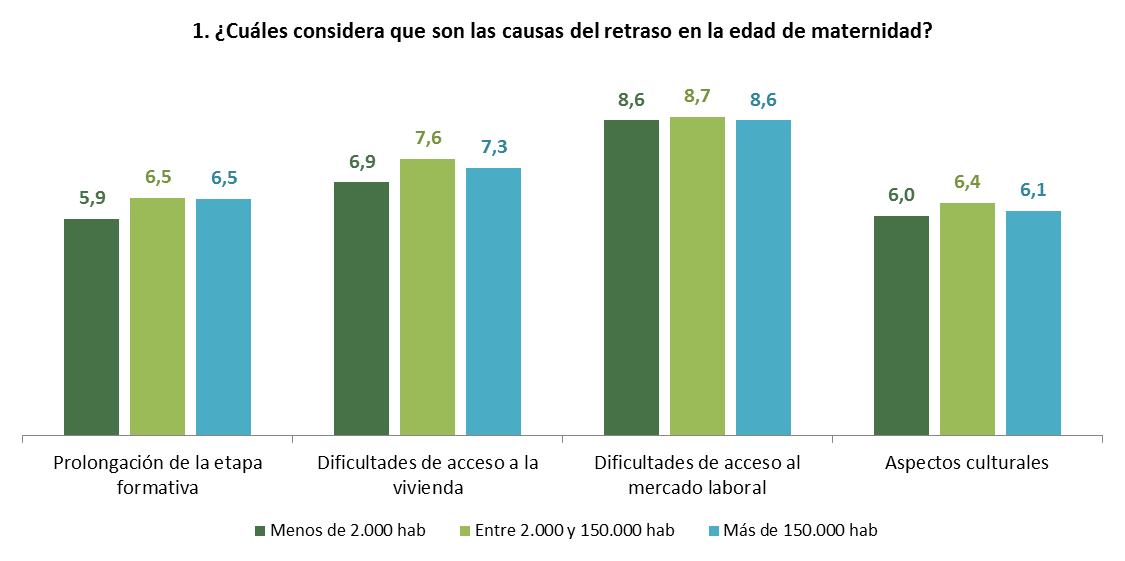 1. ¿Cuáles considera que son las causas del retraso en la edad de maternidad?
5,9
6,5
6,5
6,9
7,6
7,3
8,6
8,7
8,6
6,0
6,4
6,1
Prolongación de la etapa
formativa
Dificultades de acceso a la
vivienda
Dificultades de acceso al
mercado laboral
Aspectos culturales
Menos de 2.000 hab
Entre 2.000 y 150.000 hab
Más de 150.000 hab